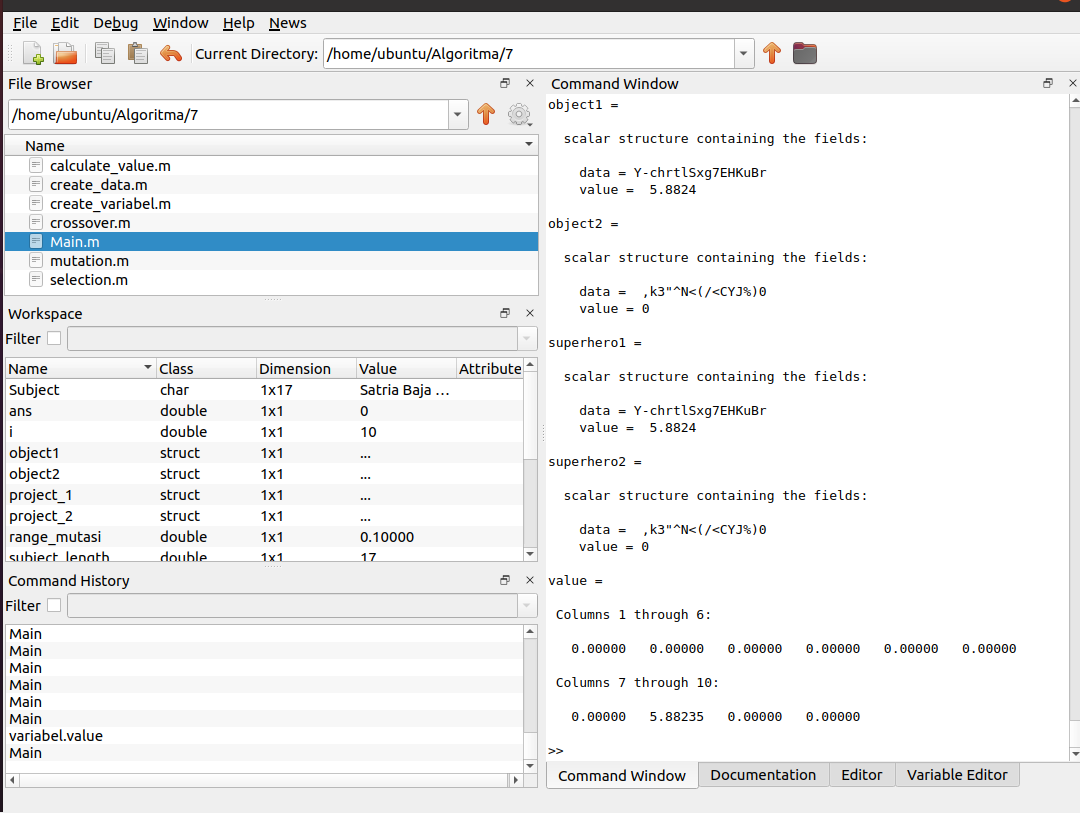 File Edit Debug Window Help News
Current Directory: /home/ubuntu/Algoritma/7
File Browser
/home/ubuntu/Algoritma/7
Name
calculate_value.m
create_data.m
create_variabel.m
crossover.m
Main.m
mutation.m
selection.m
Workspace
Filter
Name Class Dimension Value Attribute
Subject char 1x17 Satria Baja ...
ans double 1x1 0
i double 1x1 10
object1 struct 1x1 ...
object2 struct 1x1 ...
project_1 struct 1x1 ...
project_2 struct 1x1 ...
range_mutasi double 1x1 0.10000
subject_length double 1x1 17
Command History
Filter
Main
Main
Main
Main
Main
Main
variabel.value
Main
Command Window
object1 =
scalar structure containing the fields:
data = Y-chrtlSxg7EHKuBr
value =  5.8824
object2 =
scalar structure containing the fields:
data =  ,k3"^N<(/<CYJ%)0
value = 0
superhero1 =
scalar structure containing the fields:
data = Y-chrtlSxg7EHKuBr
value =  5.8824
superhero2 =
scalar structure containing the fields:
data =  ,k3"^N<(/<CYJ%)0
value = 0
value =
Columns 1 through 6:
0.00000   0.00000   0.00000   0.00000   0.00000   0.00000
Columns 7 through 10:
0.00000   5.88235   0.00000   0.00000
>>
Command Window Documentation Editor Variable Editor